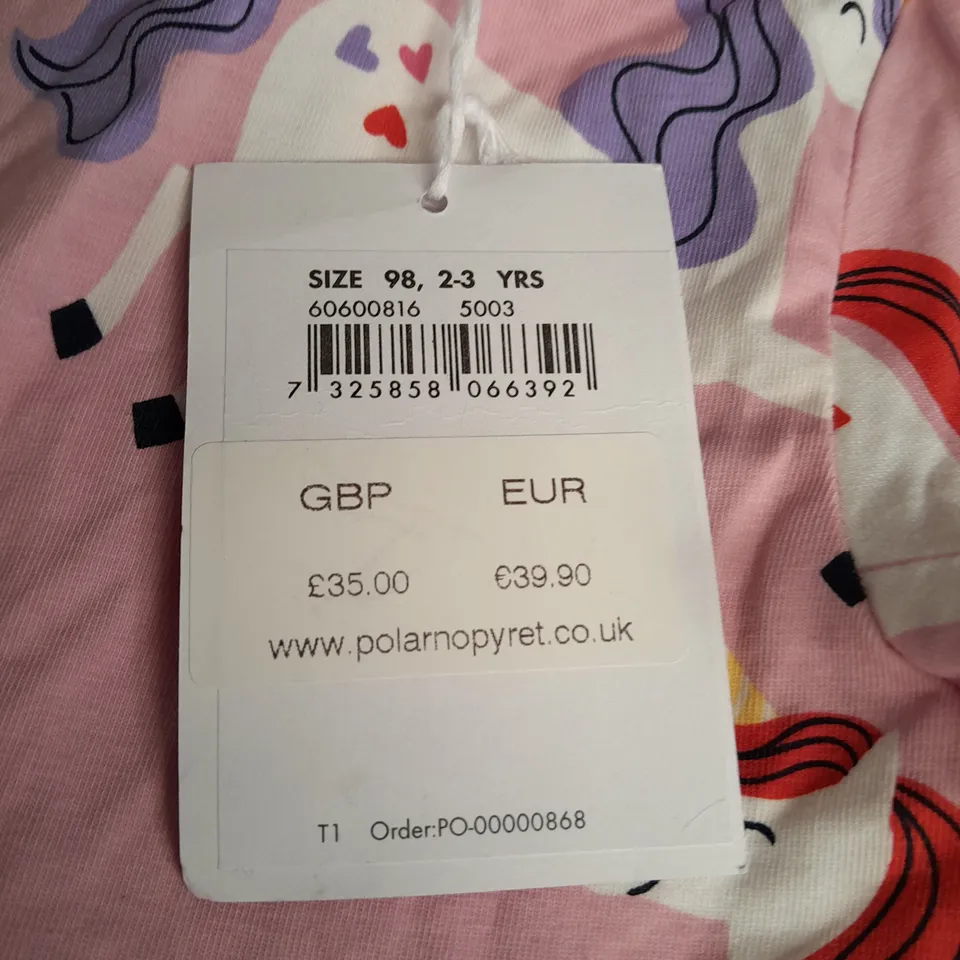 SIZE 98, 2-3 YRS
60600816 5003
7 325858 066392
GBP EUR
£35.00 €39.90
www.polarnopyret.co.uk
T1 Order:PO-00000868